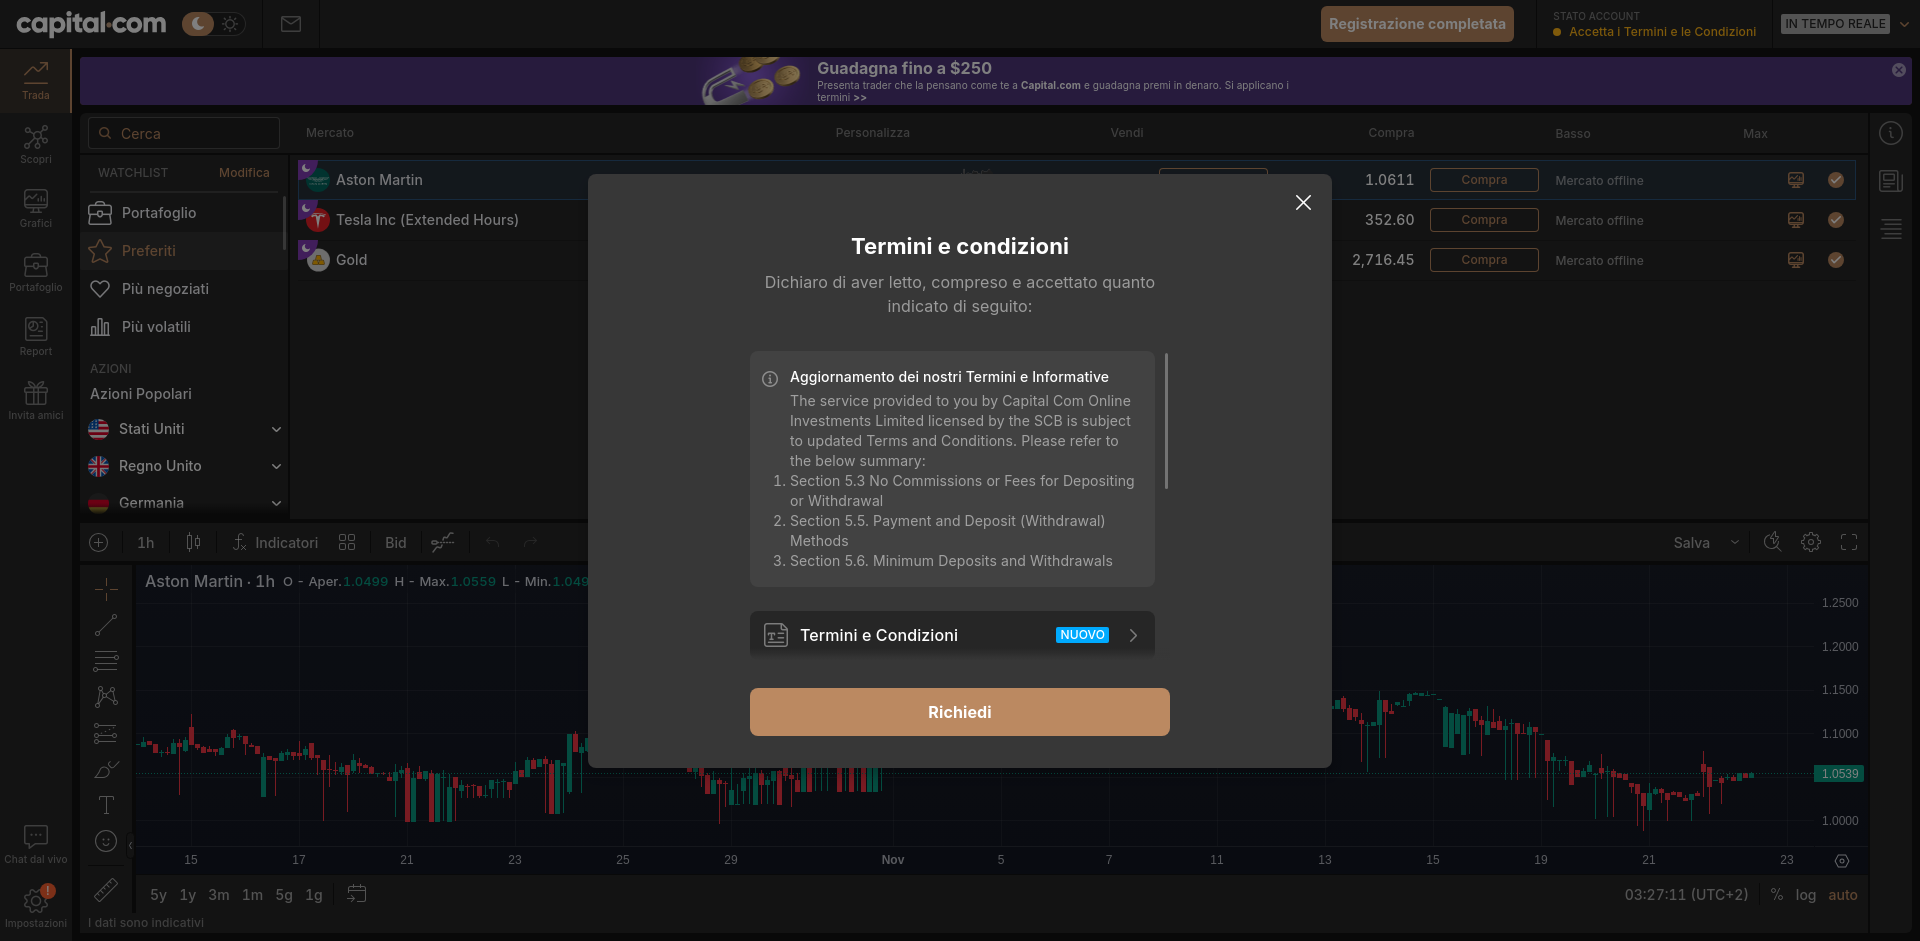 capital.com
Registrazione completata
STATO ACCOUNT
Accetta i Termini e le Condizioni
IN TEMPO REALE
Guadagna fino a $250
Presenta trader che la pensano come te a Capital.com e guadagna premi in denaro. Si applicano i
termini >>
Trada
Scopri
Grafici
Portafoglio
Report
Invita amici
Chat dal vivo
Impostazioni
Cerca
Mercato
Personalizza
Vendi
Compra
Basso
Max
WATCHLIST
Modifica
Portafoglio
Preferiti
Più negoziati
Più volatili
AZIONI
Azioni Popolari
Stati Uniti
Regno Unito
Germania
Aston Martin
1.0611
Compra
Mercato offline
Tesla Inc (Extended Hours)
352.60
Compra
Mercato offline
Gold
2,716.45
Compra
Mercato offline
Termini e condizioni
Dichiaro di aver letto, compreso e accettato quanto
indicato di seguito:
Aggiornamento dei nostri Termini e Informative
The service provided to you by Capital Com Online
Investments Limited licensed by the SCB is subject
to updated Terms and Conditions. Please refer to
the below summary:
1. Section 5.3 No Commissions or Fees for Depositing
or Withdrawal
2. Section 5.5. Payment and Deposit (Withdrawal)
Methods
3. Section 5.6. Minimum Deposits and Withdrawals
Termini e Condizioni
NUOVO
Richiedi
1h
Indicatori
Bid
Salva
Aston Martin · 1h O - Aper.1.0499 H - Max.1.0559 L - Min.1.049
1.2500
1.2000
1.1500
1.1000
1.0539
1.0000
15 17 21 23 25 29 Nov 5 7 11 13 15 19 21 23
5y 1y 3m 1m 5g 1g
03:27:11 (UTC+2) % log auto
I dati sono indicativi